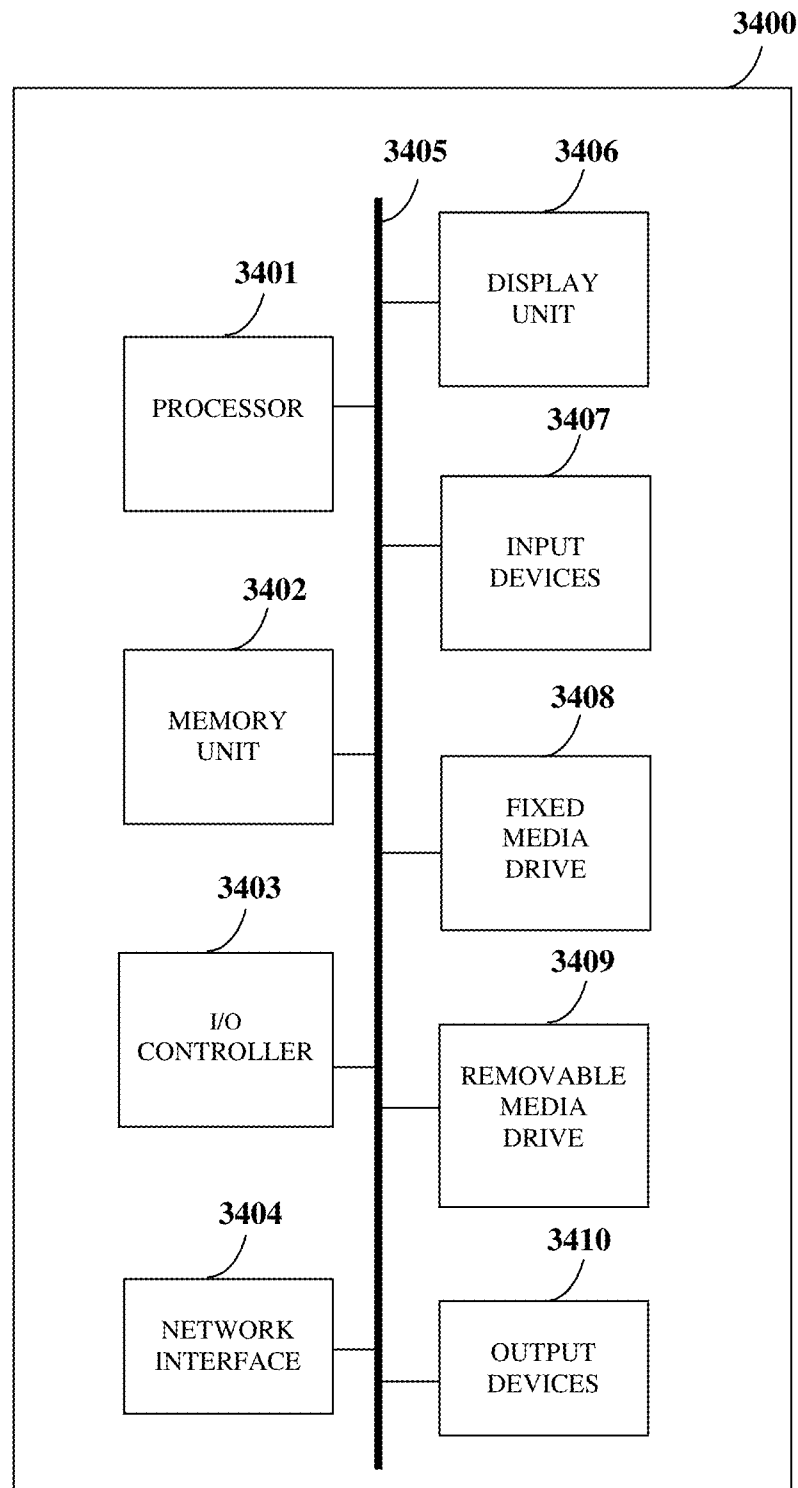 3400
3405
3406
DISPLAY
UNIT
3401
PROCESSOR
3407
INPUT
DEVICES
3402
MEMORY
UNIT
3408
FIXED
MEDIA
DRIVE
3403
I/O
CONTROLLER
3409
REMOVABLE
MEDIA
DRIVE
3404
NETWORK
INTERFACE
3410
OUTPUT
DEVICES